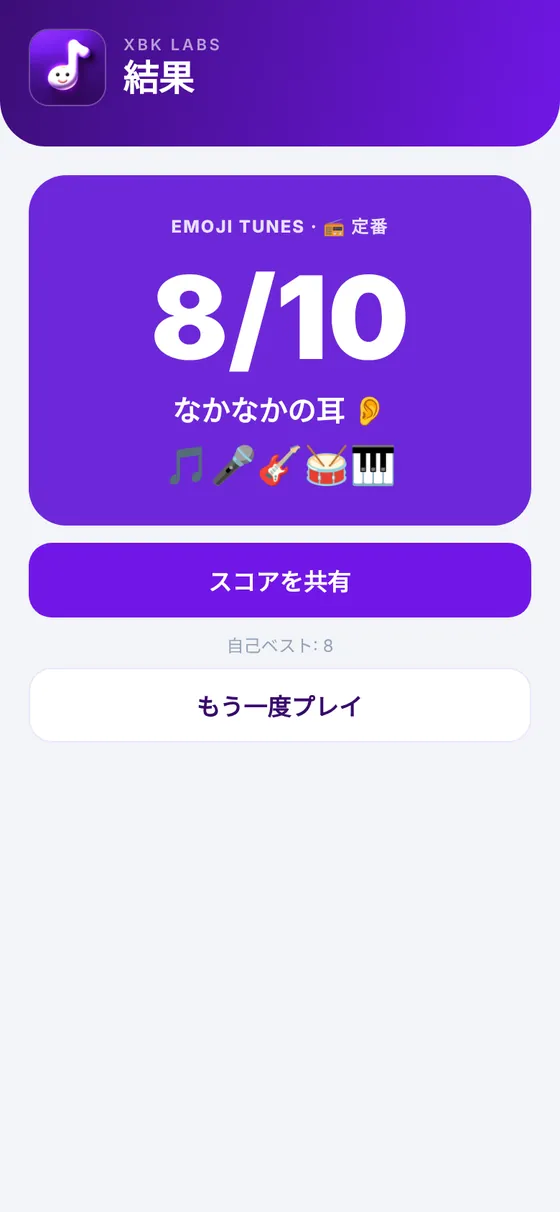 XBK LABS
結果
EMOJI TUNES · 📻 定番
8/10
なかなかの耳 👂
🎵🎤🎸🥁🎹
スコアを共有
自己ベスト: 8
もう一度プレイ